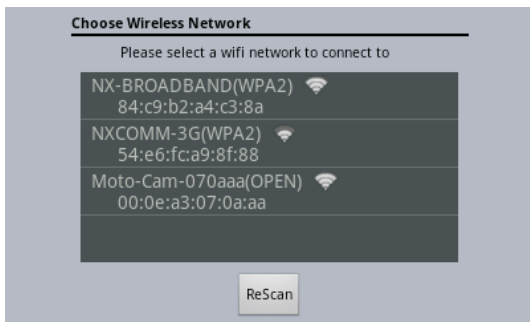 Choose Wireless Network
Please select a wifi network to connect to
NX-BROADBAND(WPA2)
84:c9:b2:a4:c3:8a
NXCOMM-3G(WPA2)
54:e6:fc:a9:8f:88
Moto-Cam-070aaa(OPEN)
00:0e:a3:07:0a:aa
ReScan